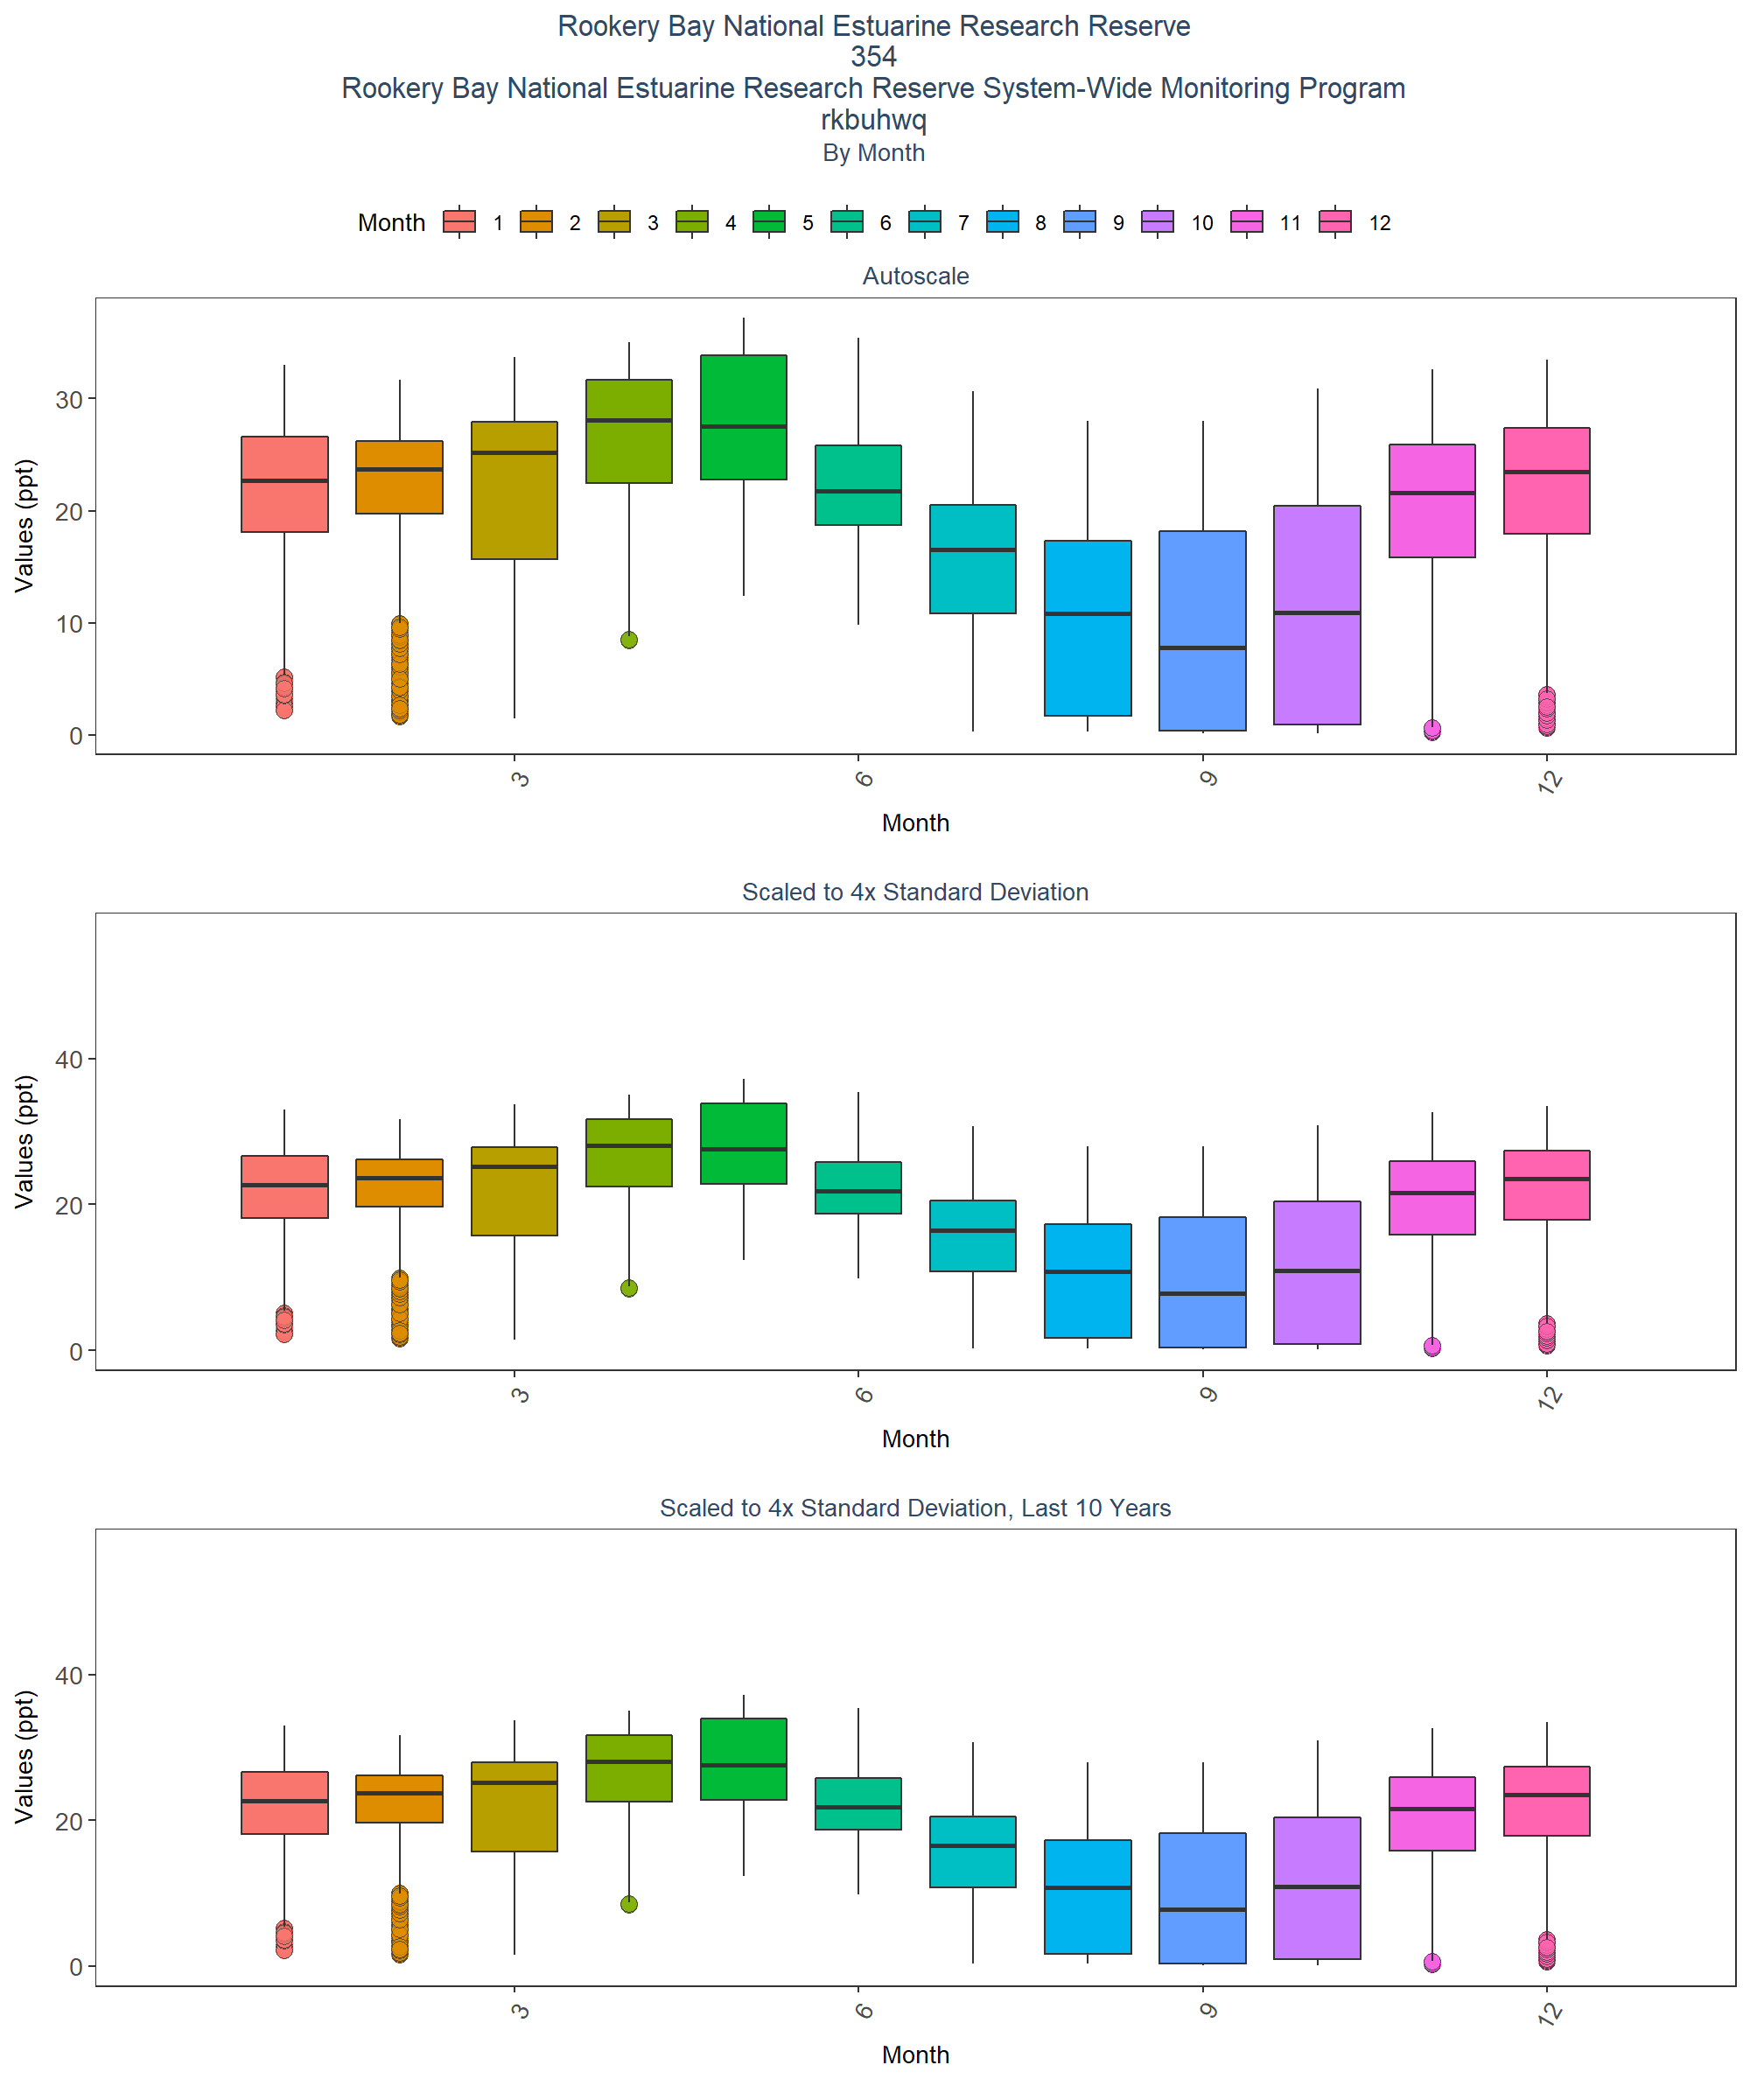 Rookery Bay National Estuarine Research Reserve
354
Rookery Bay National Estuarine Research Reserve System-Wide Monitoring Program
rkbuhwq
By Month
Month 1 2 3 4 5 6 7 8 9 10 11 12
Autoscale
Values (ppt)
30
20
10
0
3 6 9 12
Month
Scaled to 4x Standard Deviation
Values (ppt)
40
20
0
3 6 9 12
Month
Scaled to 4x Standard Deviation, Last 10 Years
Values (ppt)
40
20
0
3 6 9 12
Month